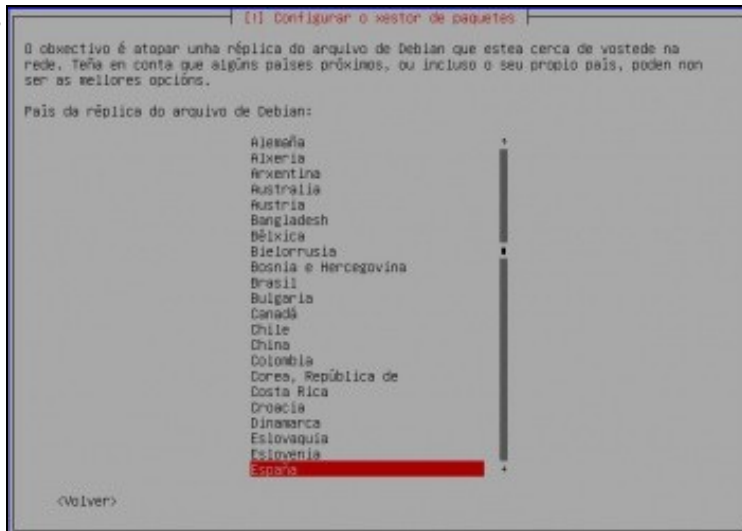 [!] Configurar o xestor de paquetes
O obxectivo é atopar unha réplica do arquivo de Debian que estea cerca de vostede na
rede. Teña en conta que algúns países próximos, ou incluso o seu propio país, poden non
ser as mellores opcións.
País da réplica do arquivo de Debian:
Alemaña
Alxeria
Arxentina
Australia
Austria
Bangladesh
Bélxica
Bielorrusia
Bosnia e Hercegovina
Brasil
Bulgaria
Canadá
Chile
China
Colombia
Corea, República de
Costa Rica
Croacia
Dinamarca
Eslovaquia
Eslovenia
España
<Volver>